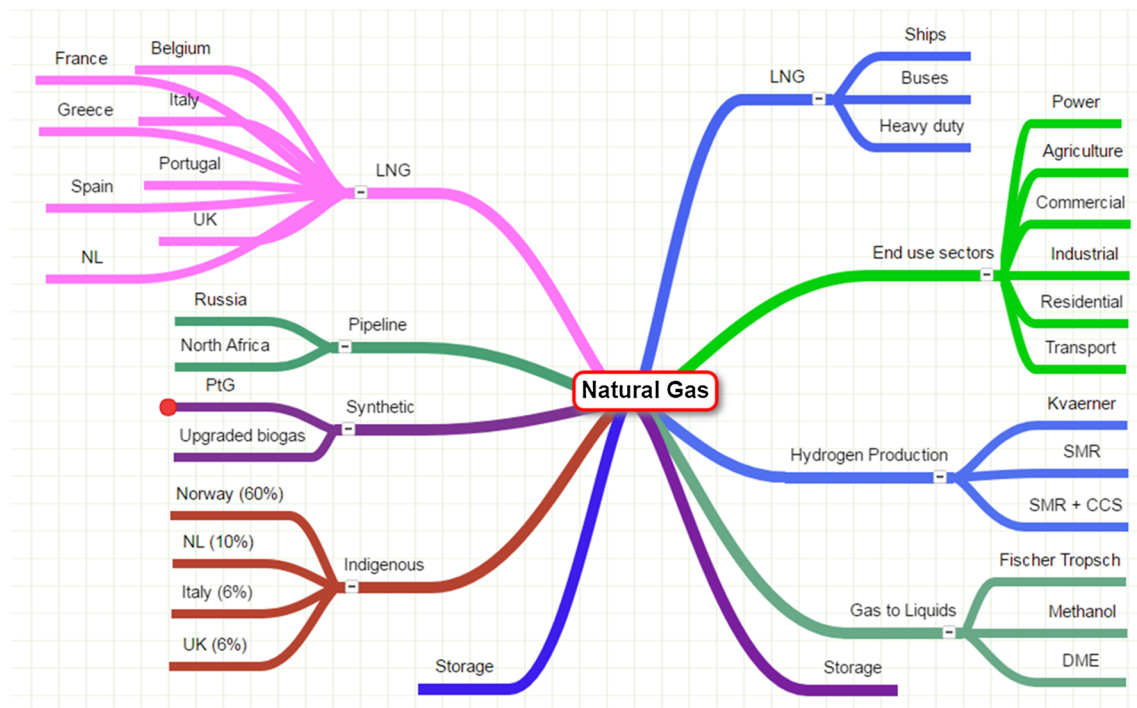 Belgium
France
Italy
Greece
Portugal
Spain
UK
NL
LNG
Russia
North Africa
Pipeline
PtG
Upgraded biogas
Synthetic
Norway (60%)
NL (10%)
Italy (6%)
UK (6%)
Indigenous
Storage
Natural Gas
LNG
Ships
Buses
Heavy duty
End use sectors
Power
Agriculture
Commercial
Industrial
Residential
Transport
Hydrogen Production
Kvaerner
SMR
SMR + CCS
Gas to Liquids
Fischer Tropsch
Methanol
DME
Storage